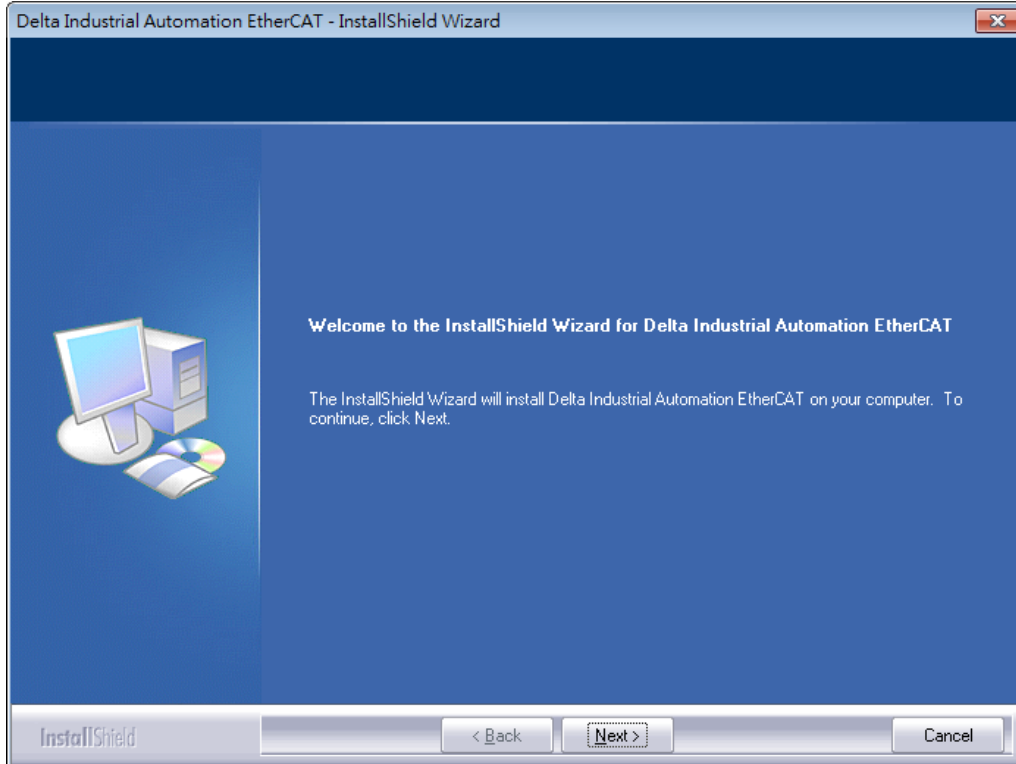 Delta Industrial Automation EtherCAT - InstallShield Wizard
Welcome to the InstallShield Wizard for Delta Industrial Automation EtherCAT
The InstallShield Wizard will install Delta Industrial Automation EtherCAT on your computer.  To
continue, click Next.
InstallShield
< Back
Next >
Cancel